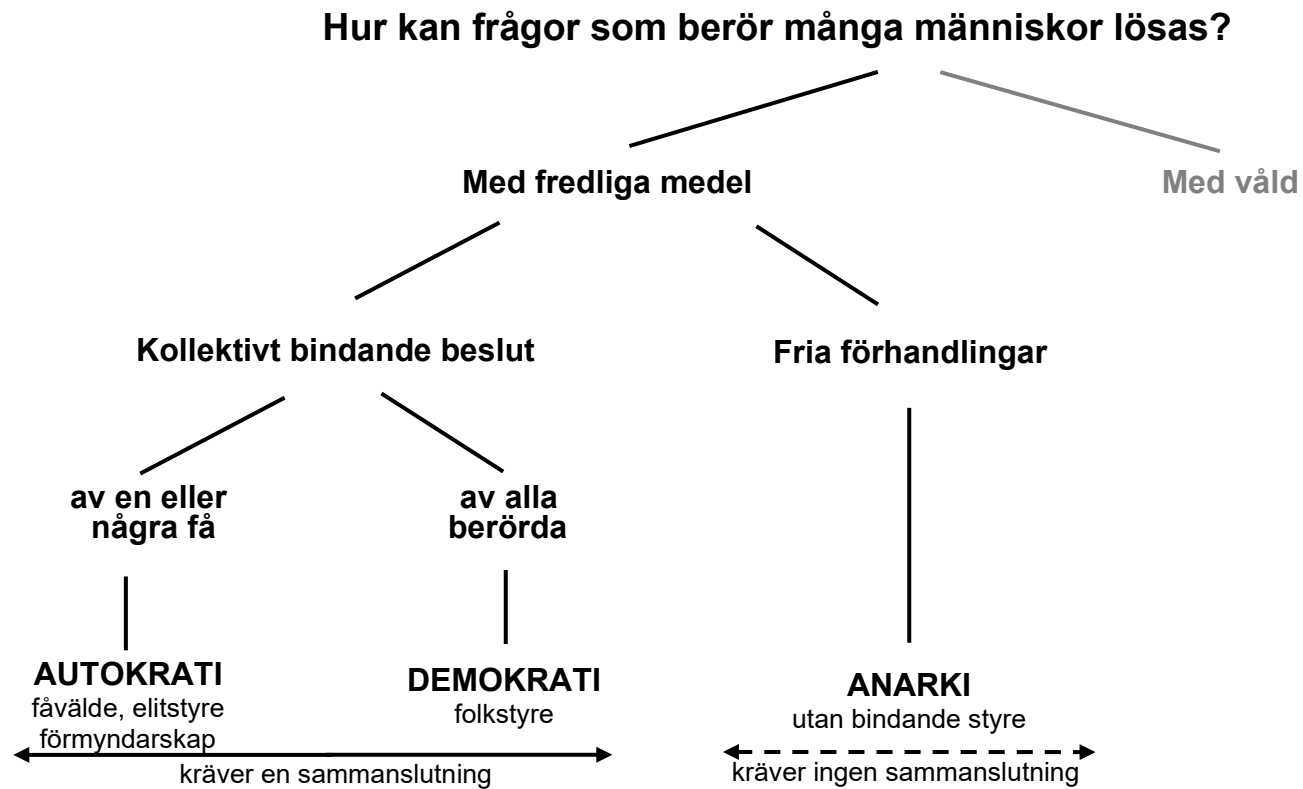 Hur kan frågor som berör många människor lösas?
Med fredliga medel
Med våld
Kollektivt bindande beslut
Fria förhandlingar
av en eller
några få
av alla
berörda
AUTOKRATI
fåvälde, elitstyre
förmyndarskap
DEMOKRATI
folkstyre
ANARKI
utan bindande styre
kräver en sammanslutning
kräver ingen sammanslutning